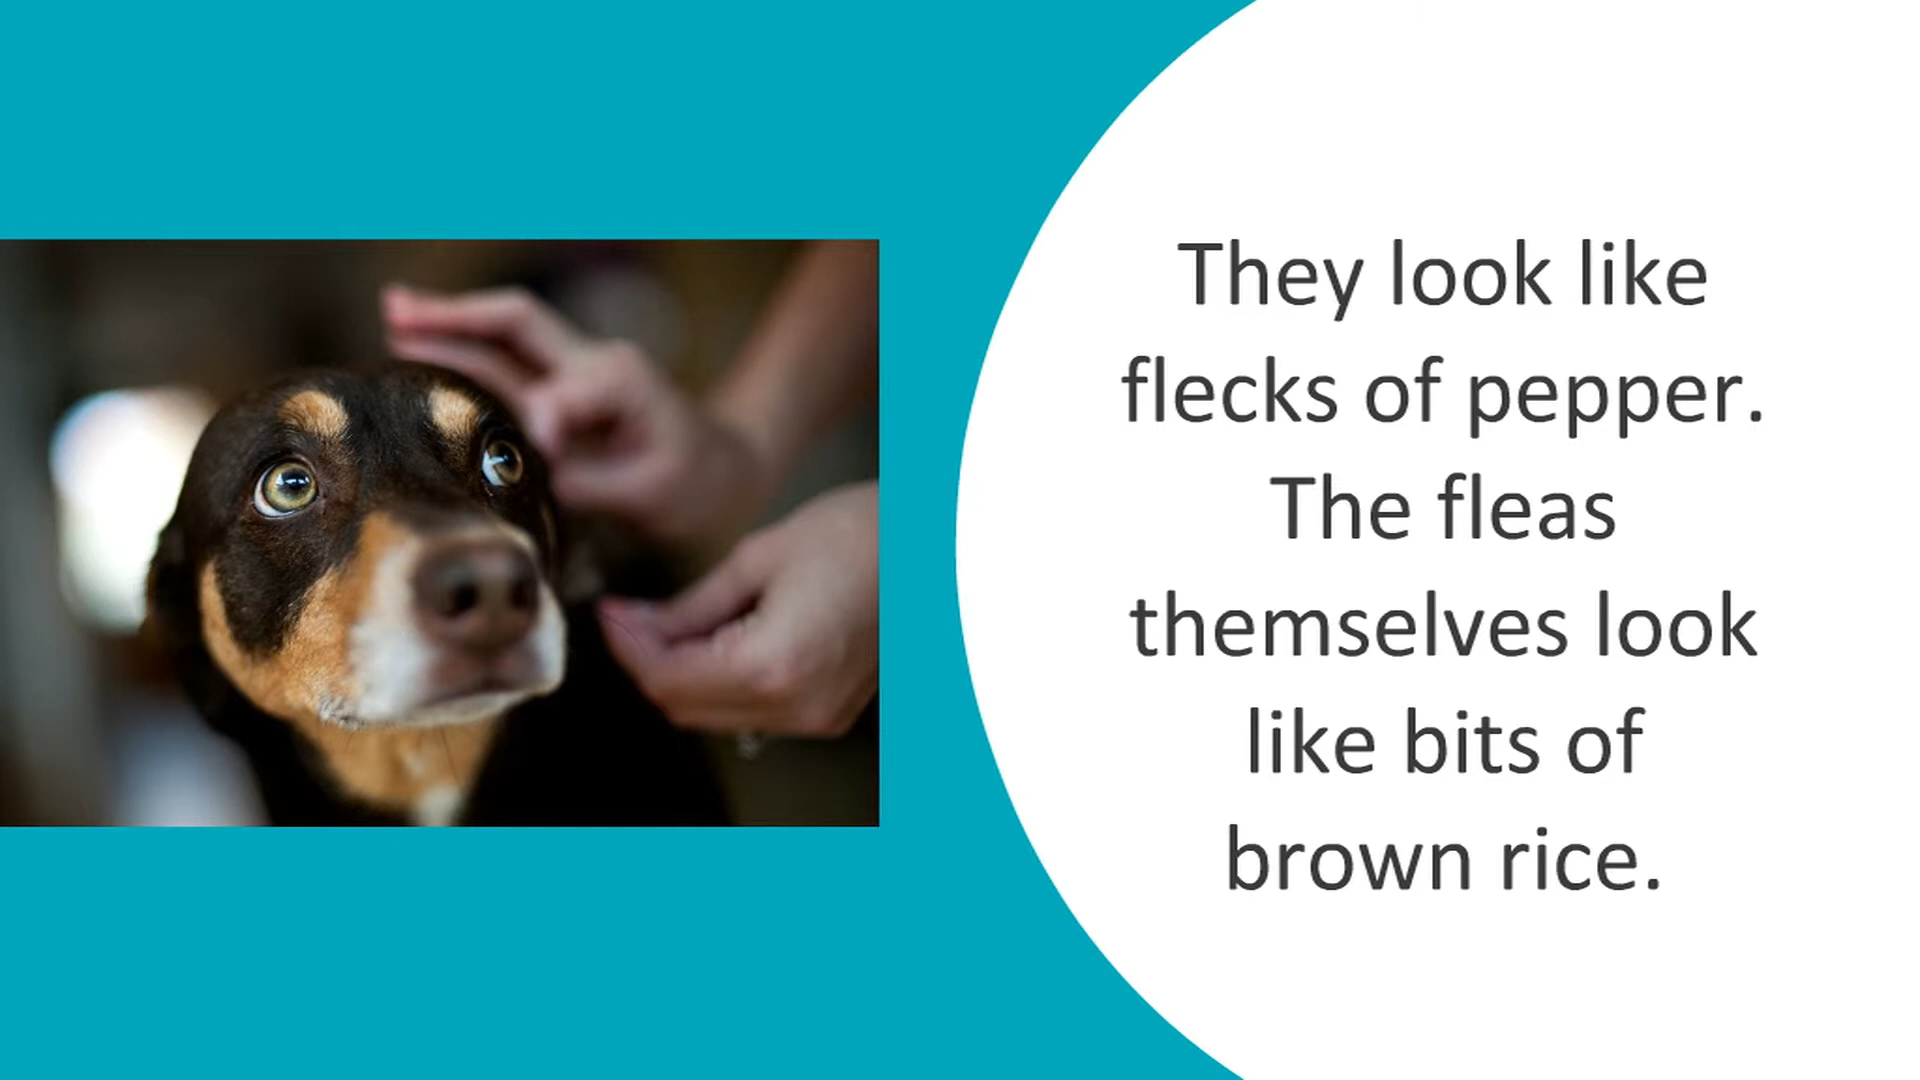 They look like
flecks of pepper.
The fleas
themselves look
like bits of
brown rice.